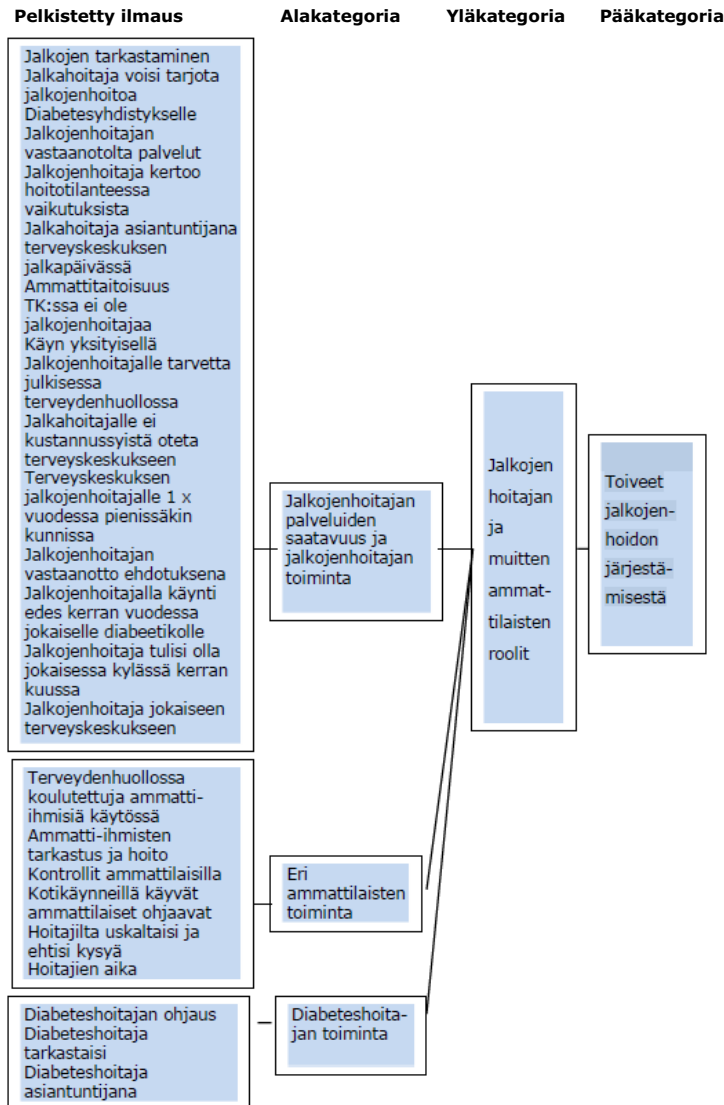 Pelkistetty ilmaus Alakategoria Yläkategoria Pääkategoria
Jalkojen tarkastaminen
Jalkahoitaja voisi tarjota
jalkojenhoitoa
Diabetesyhdistykselle
Jalkojenhoitajan
vastaanotolta palvelut
Jalkojenhoitaja kertoo
hoitotilanteessa
vaikutuksista
Jalkahoitaja asiantuntijana
terveyskeskuksen
jalkapäivässä
Ammattitaitoisuus
TK:ssa ei ole
jalkojenhoitajaa
Käyn yksityisellä
Jalkojenhoitajalle tarvetta
julkisessa
terveydenhuollossa
Jalkahoitajalle ei
kustannussyistä oteta
terveyskeskukseen
Terveyskeskuksen
jalkojenhoitajalle 1 x
vuodessa pienissäkin
kunnissa
Jalkojenhoitajan
vastaanotto ehdotuksena
Jalkojenhoitajalla käynti
edes kerran vuodessa
jokaiselle diabeetikolle
Jalkojenhoitaja tulisi olla
jokaisessa kylässä kerran
kuussa
Jalkojenhoitaja jokaiseen
terveyskeskukseen
Jalkojenhoitajan
palveluiden
saatavuus ja
jalkojenhoitajan
toiminta
Jalkojen
hoitajan
ja
muitten
ammat-
tilaisten
roolit
Toiveet
jalkojen-
hoidon
järjestä-
misestä
Terveydenhuollossa
koulutettuja ammatti-
ihmisiä käytössä
Ammatti-ihmisten
tarkastus ja hoito
Kontrollit ammattilaisilla
Kotikäynneillä käyvät
ammattilaiset ohjaavat
Hoitajilta uskaltaisi ja
ehtisi kysyä
Hoitajien aika
Eri
ammattilaisten
toiminta
Diabeteshoitajan ohjaus
Diabeteshoitaja
tarkastaisi
Diabeteshoitaja
asiantuntijana
Diabeteshoita-
jan toiminta